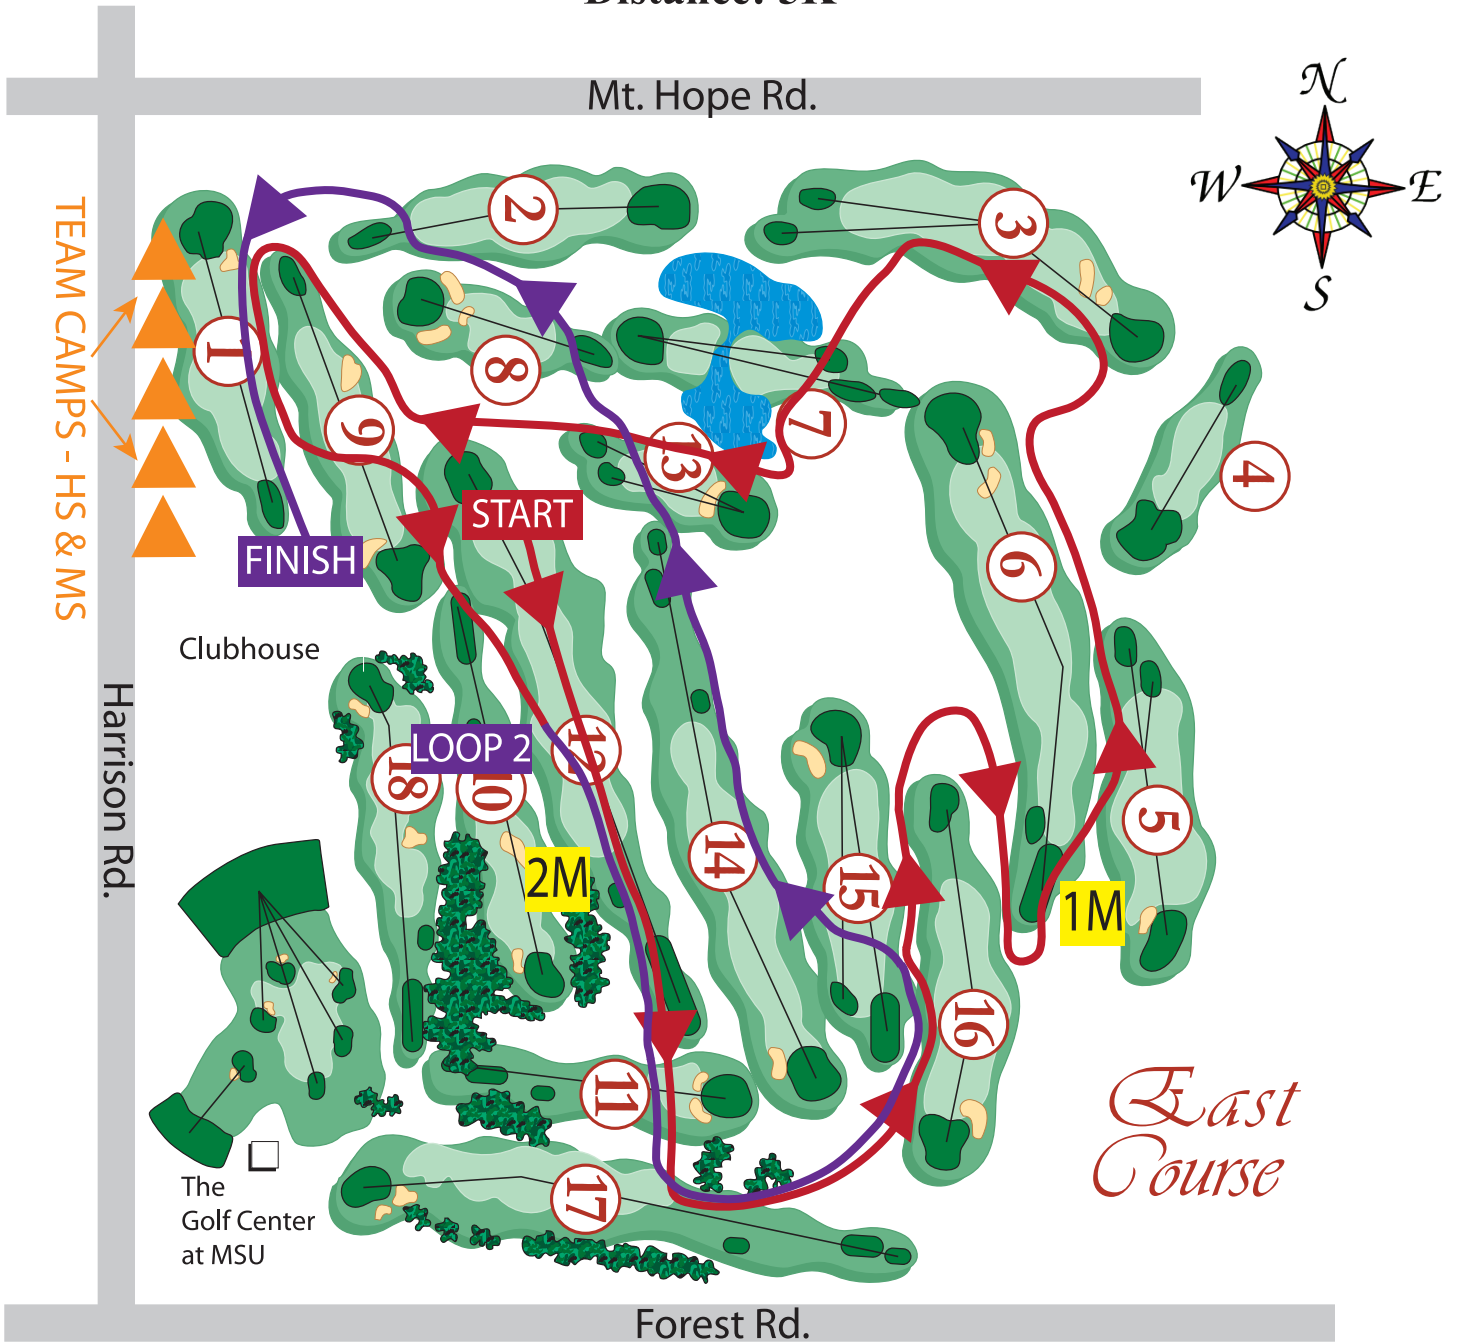 Distance: 5K
Mt. Hope Rd.
N
W
E
S
TEAM CAMPS - HS & MS
Harrison Rd.
1
2
3
4
5
6
7
8
9
13
START
FINISH
Clubhouse
LOOP 2
18
10
12
14
15
16
2M
1M
11
17
East
Course
The
Golf Center
at MSU
Forest Rd.